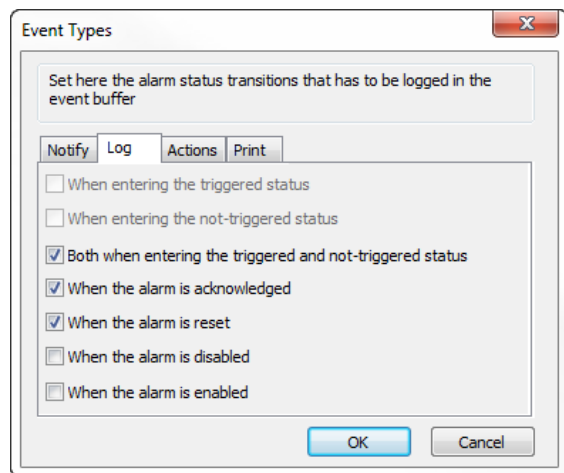 Event Types
Set here the alarm status transitions that has to be logged in the
event buffer
Notify Log Actions Print
When entering the triggered status
When entering the not-triggered status
Both when entering the triggered and not-triggered status
When the alarm is acknowledged
When the alarm is reset
When the alarm is disabled
When the alarm is enabled
OK Cancel